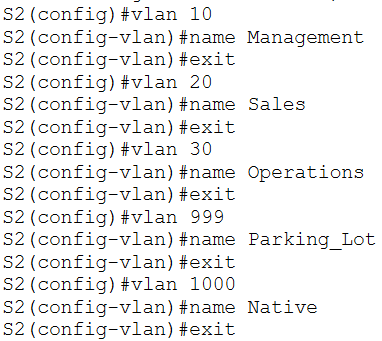 S2(config)#vlan 10
S2(config-vlan)#name Management
S2(config-vlan)#exit
S2(config)#vlan 20
S2(config-vlan)#name Sales
S2(config-vlan)#exit
S2(config)#vlan 30
S2(config-vlan)#name Operations
S2(config-vlan)#exit
S2(config)#vlan 999
S2(config-vlan)#name Parking_Lot
S2(config-vlan)#exit
S2(config)#vlan 1000
S2(config-vlan)#name Native
S2(config-vlan)#exit